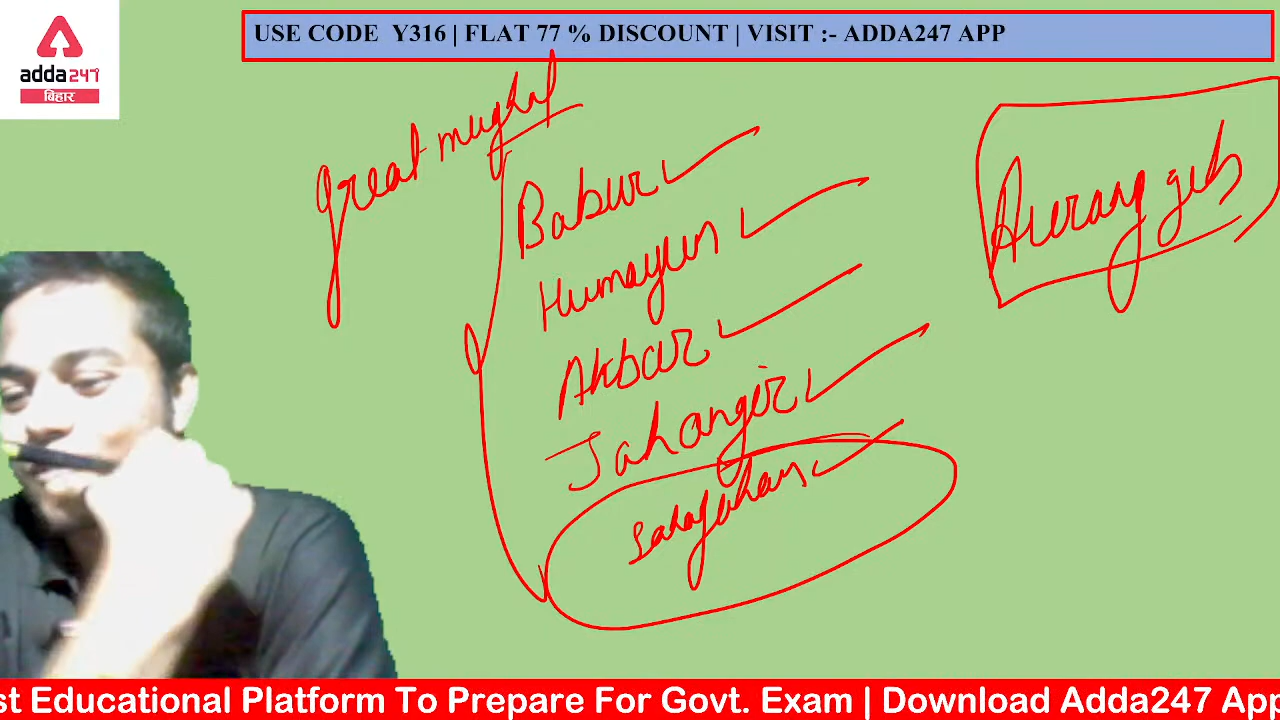 USE CODE Y316 | FLAT 77 % DISCOUNT | VISIT :- ADDA247 APP
adda247
बिहार
Great mughal
Babur
Humayun
Akbar
Jahangir
Sahajahan
Aurangzeb
st Educational Platform To Prepare For Govt. Exam | Download Adda247 App